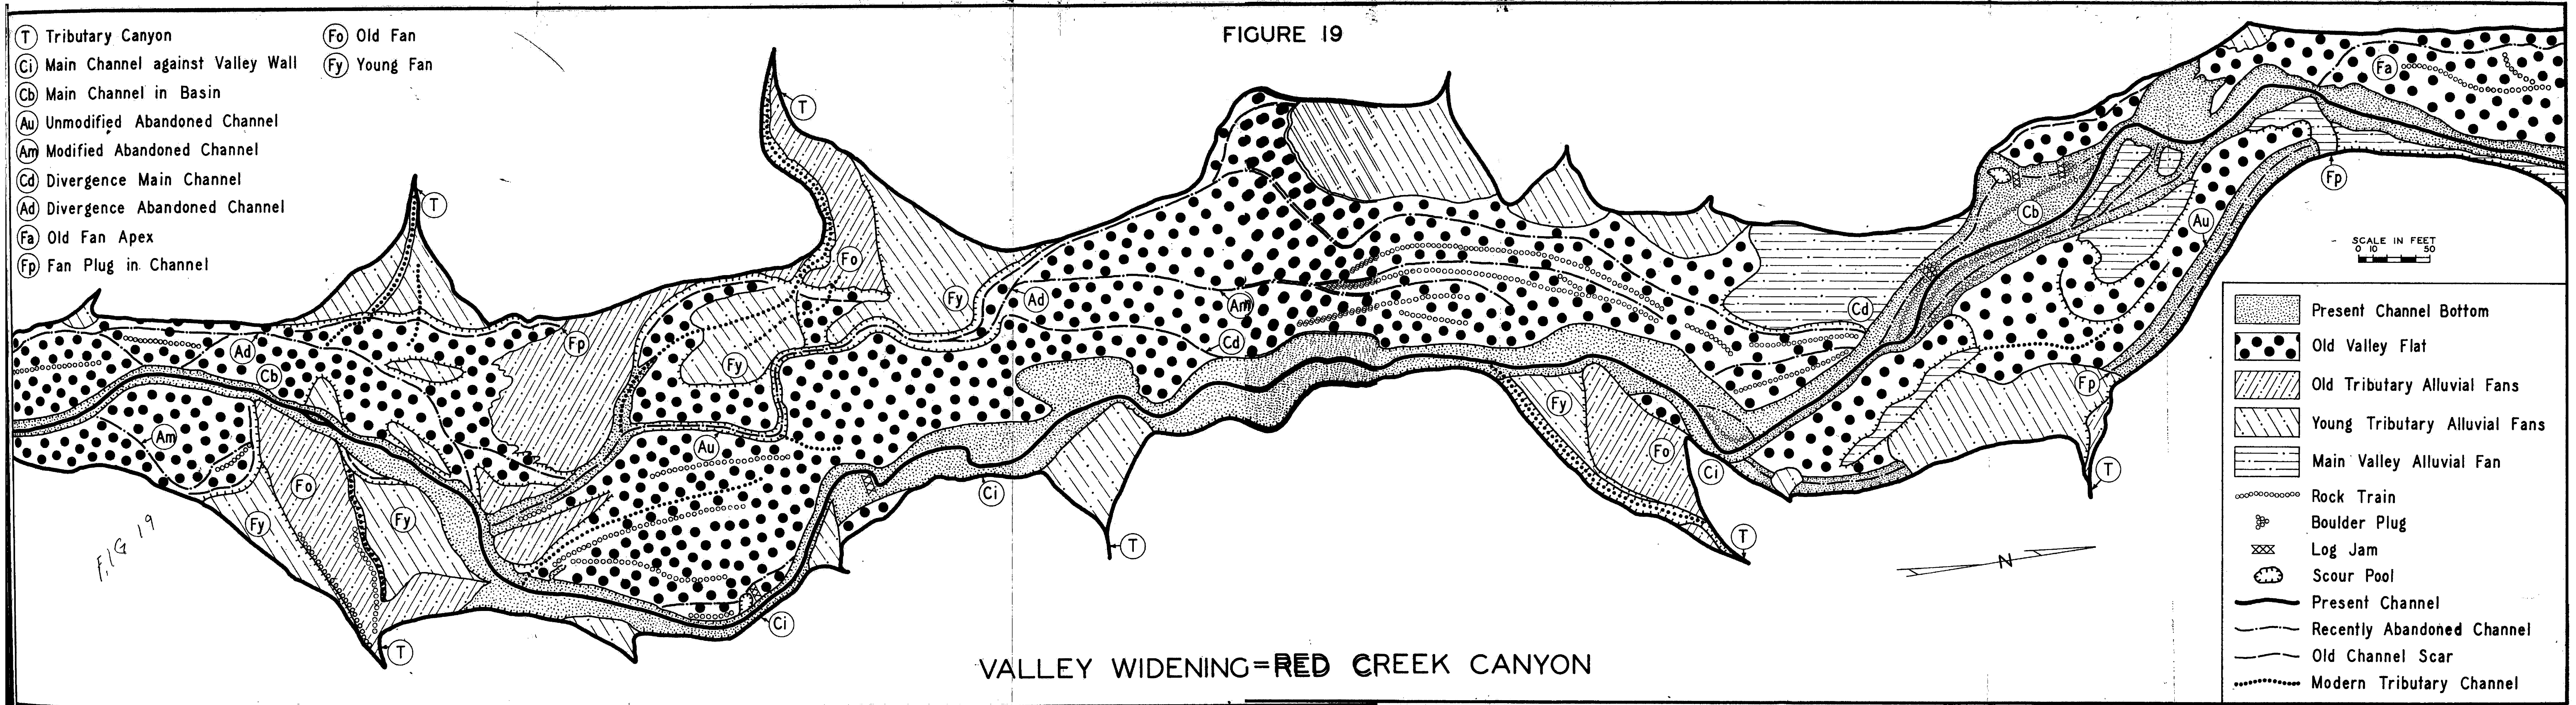 FIGURE 19
T Tributary Canyon
Ci Main Channel against Valley Wall
Cb Main Channel in Basin
Au Unmodified Abandoned Channel
Am Modified Abandoned Channel
Cd Divergence Main Channel
Ad Divergence Abandoned Channel
Fa Old Fan Apex
Fp Fan Plug in Channel
Fo Old Fan
Fy Young Fan
T
T
Fa
Fp
Cb
Au
Fo
Fy
Ad
Am
Cd
Cd
Fp
Ad
Cb
Fy
Fp
Am
Au
Fy
Fo
Fo
Ci
Ci
Fy
Fy
T
T
T
Ci
T
F,G 19
N
SCALE IN FEET
0 10 50
Present Channel Bottom
Old Valley Flat
Old Tributary Alluvial Fans
Young Tributary Alluvial Fans
Main Valley Alluvial Fan
Rock Train
Boulder Plug
Log Jam
Scour Pool
Present Channel
Recently Abandoned Channel
Old Channel Scar
Modern Tributary Channel
VALLEY WIDENING=RED CREEK CANYON